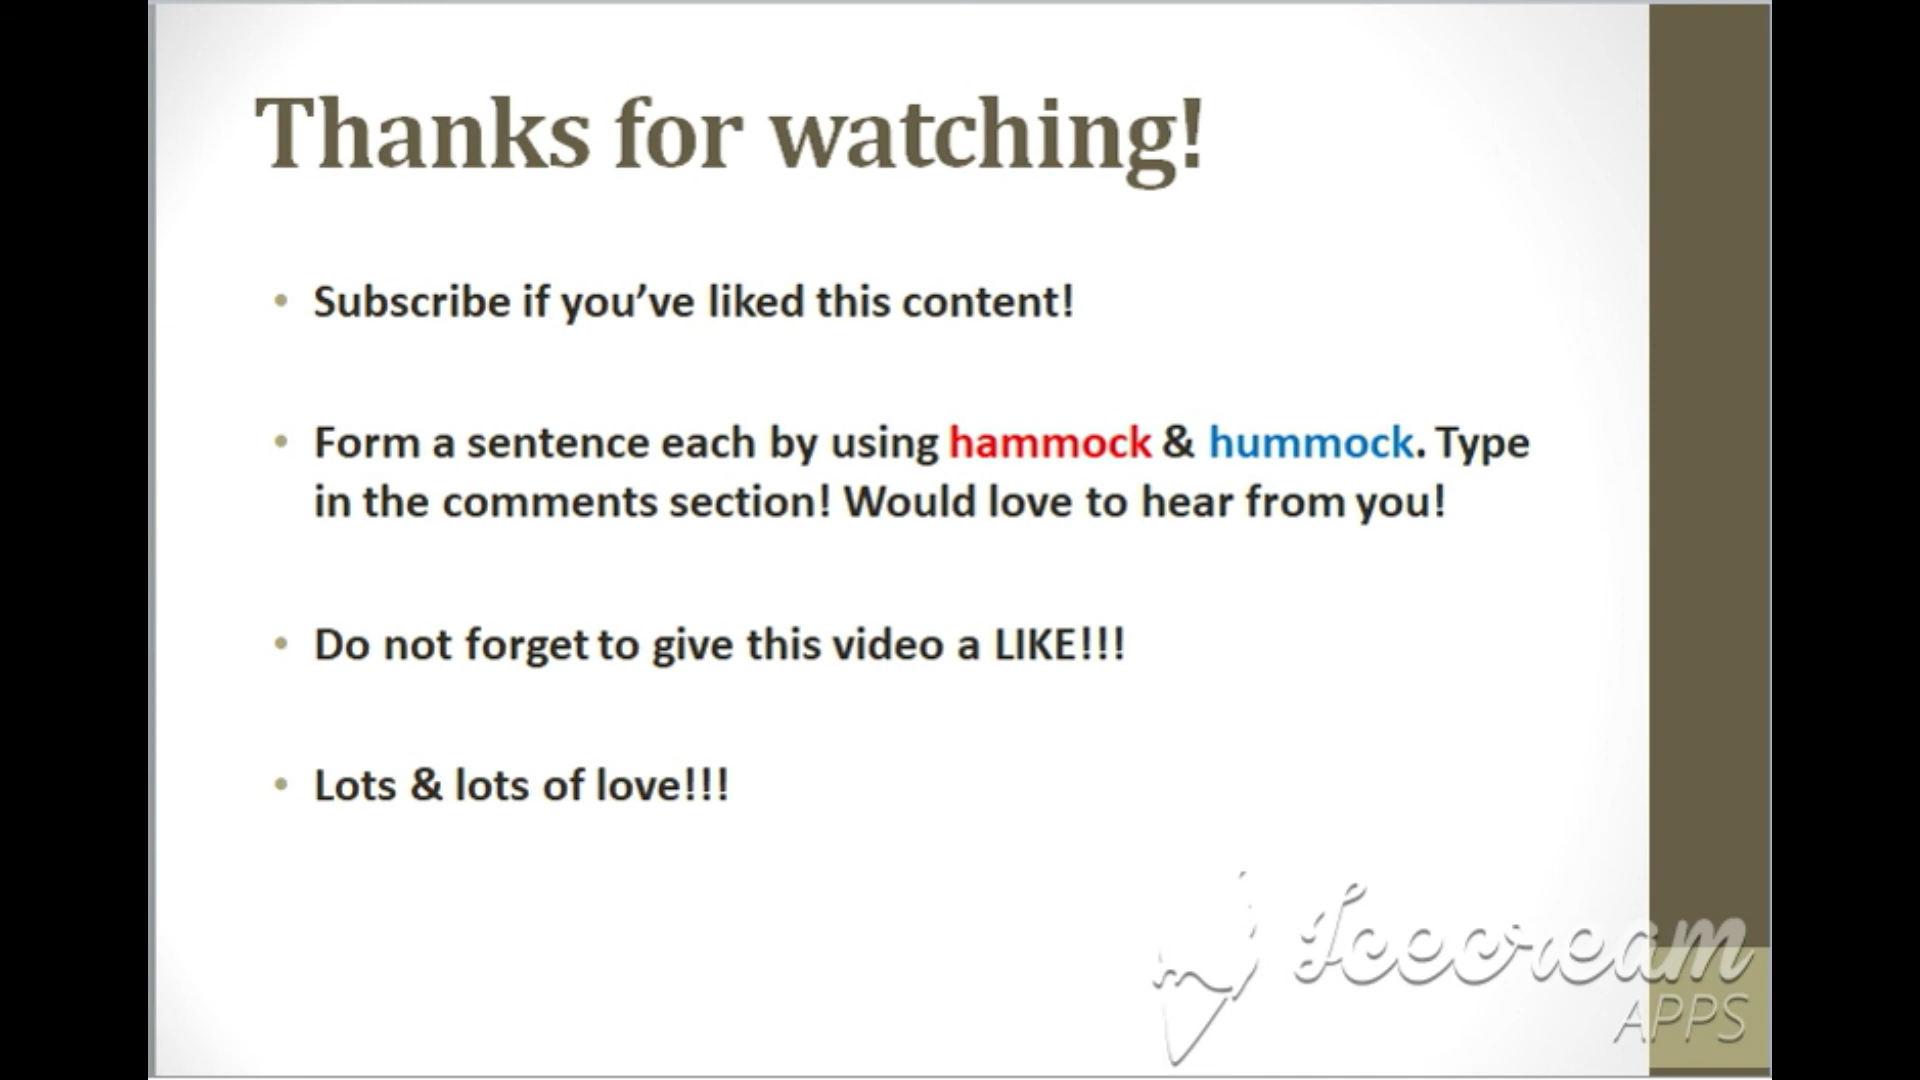 Thanks for watching!
• Subscribe if you’ve liked this content!
• Form a sentence each by using hammock & hummock. Type
in the comments section! Would love to hear from you!
• Do not forget to give this video a LIKE!!!
• Lots & lots of love!!!
Icecream
APPS